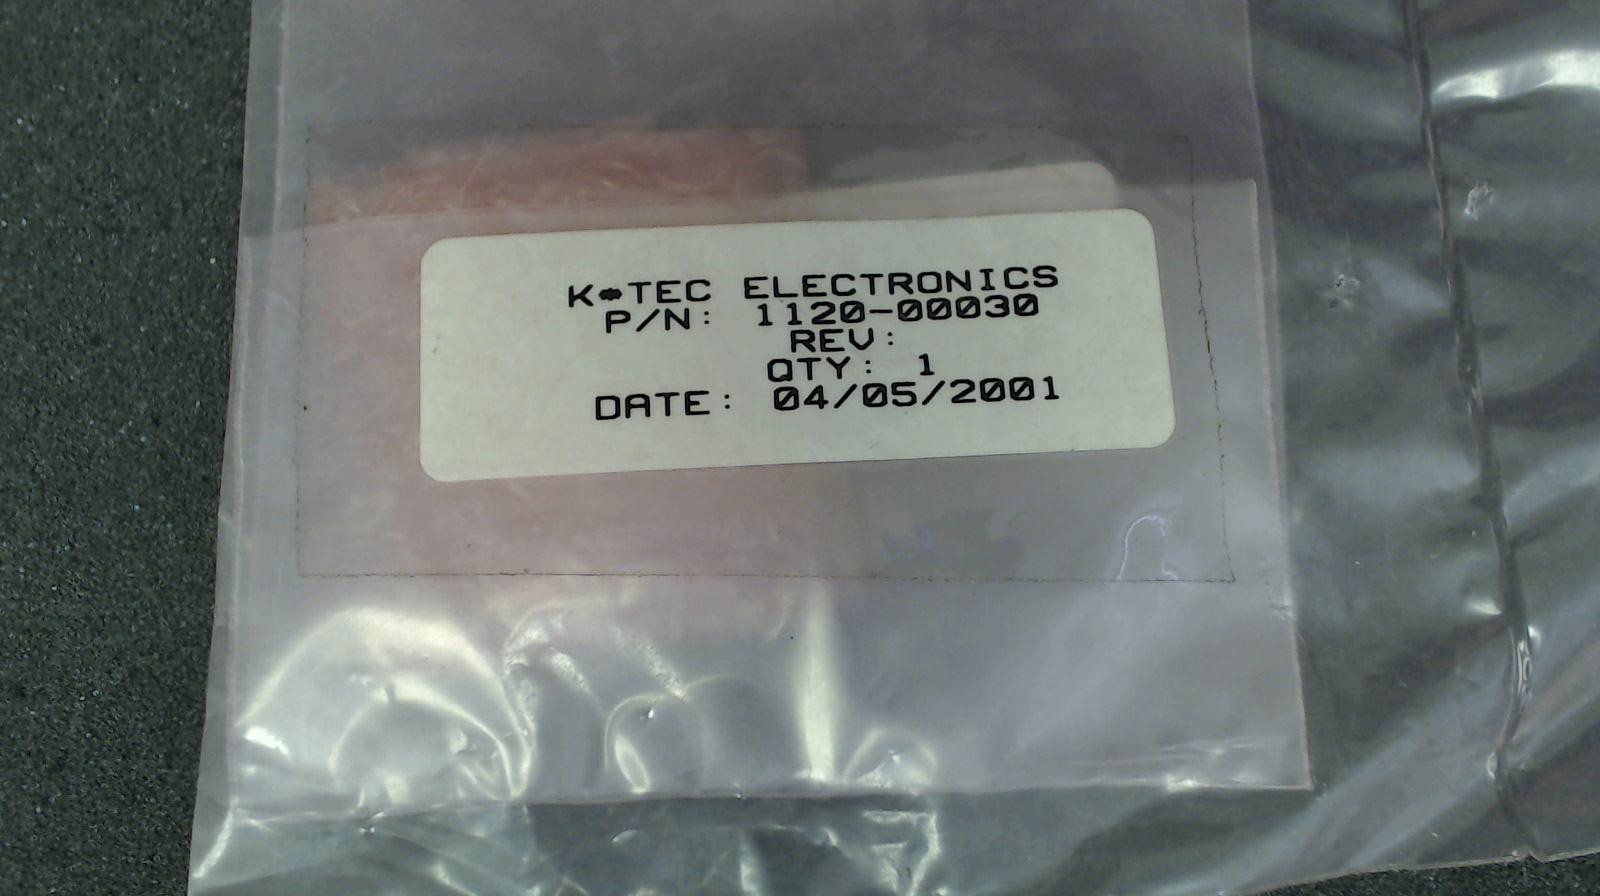 K*TEC ELECTRONICS
P/N: 1120-00030
REV:
QTY: 1
DATE: 04/05/2001